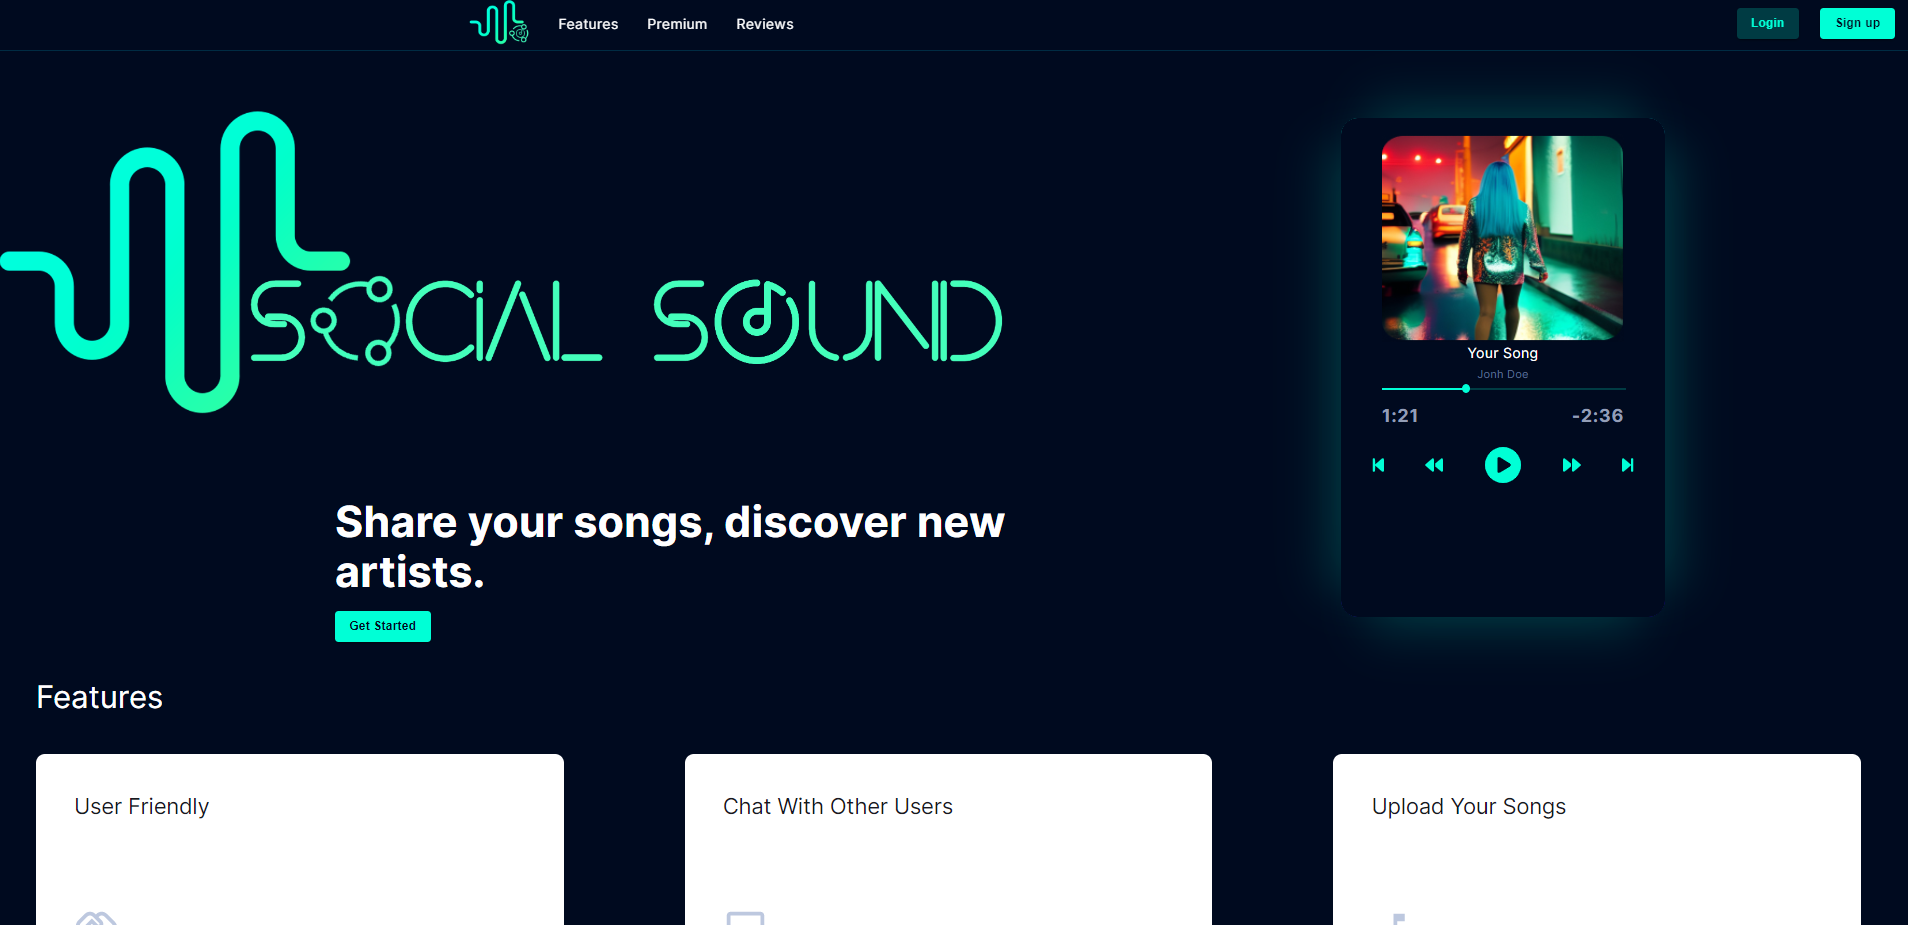 Features Premium Reviews Login Sign up
SOCIAL SOUND
Your Song
Jonh Doe
1:21 -2:36
Share your songs, discover new
artists.
Get Started
Features
User Friendly Chat With Other Users Upload Your Songs